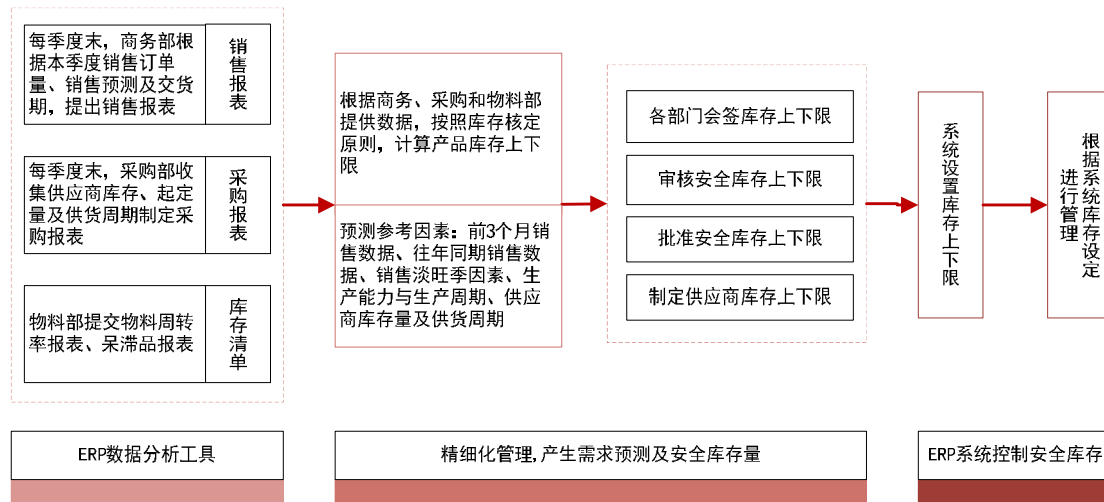 每季度末，商务部根
据本季度销售订单
量、销售预测及交货
期，提出销售报表
销售报表
每季度末，采购部收
集供应商库存、起定
量及供货周期制定采
购报表
采购报表
物料部提交物料周转
率报表、呆滞品报表
库存清单
根据商务、采购和物料部
提供数据，按照库存核定
原则，计算产品库存上下
限
预测参考因素：前3个月销
售数据、往年同期销售数
据、销售淡旺季因素、生
产能力与生产周期、供应
商库存量及供货周期
各部门会签库存上下限
审核安全库存上下限
批准安全库存上下限
制定供应商库存上下限
系统设置库存上下限
根据系统库存设定
进行管理
ERP数据分析工具
精细化管理,产生需求预测及安全库存量
ERP系统控制安全库存